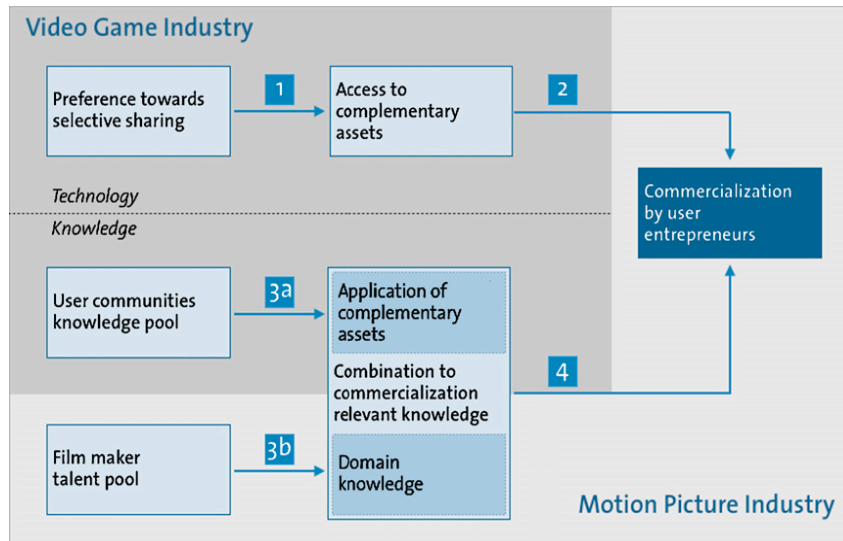 Video Game Industry
Preference towards
selective sharing
1
Access to
complementary
assets
2
Technology
Knowledge
Commercialization
by user
entrepreneurs
User communities
knowledge pool
3a
Application of
complementary
assets
Combination to
commercialization
relevant knowledge
4
Film maker
talent pool
3b
Domain
knowledge
Motion Picture Industry